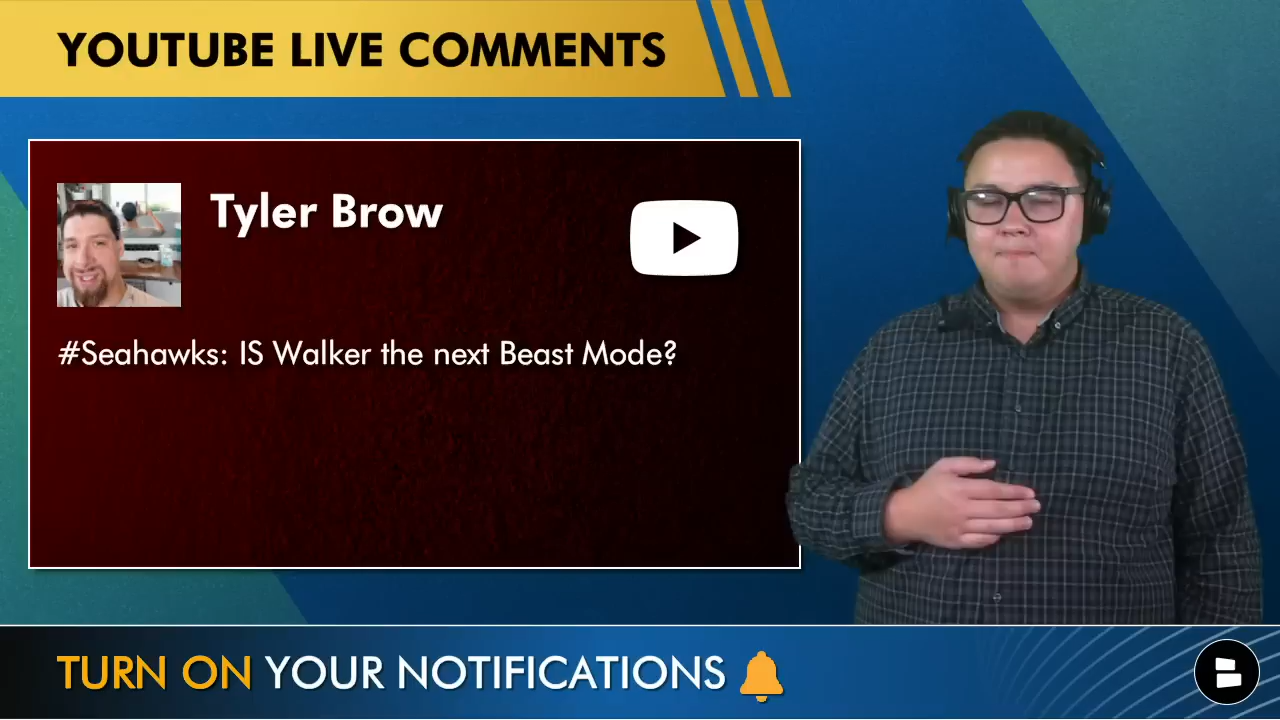 YOUTUBE LIVE COMMENTS
Tyler Brow
#Seahawks: IS Walker the next Beast Mode?
TURN ON YOUR NOTIFICATIONS